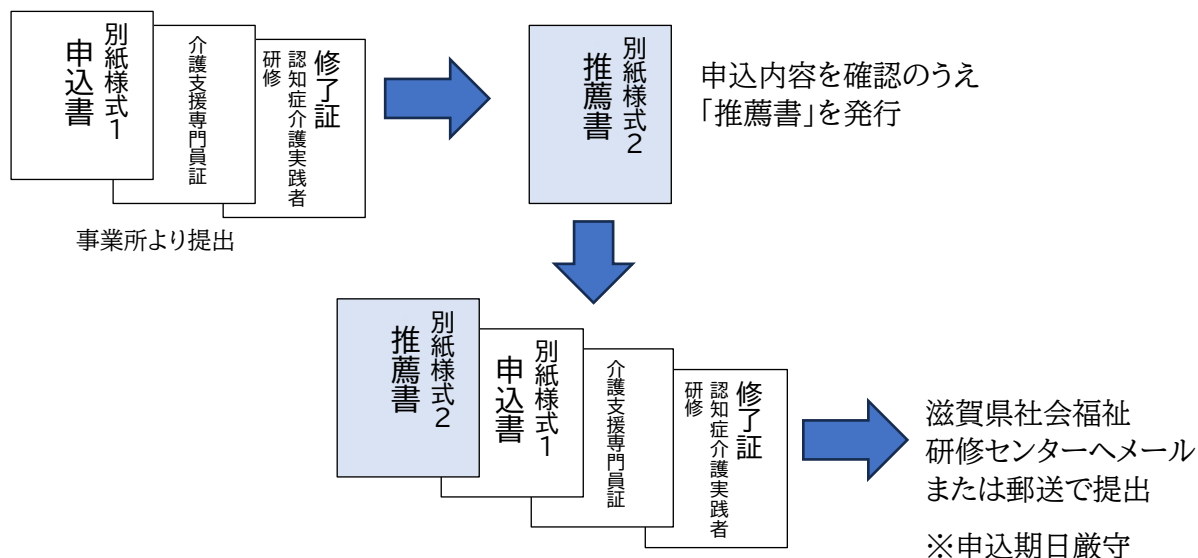 別紙様式1
申込書
介護支援専門員証
修了証
認知症介護実践者
研修
事業所より提出
別紙様式2
推薦書
申込内容を確認のうえ
「推薦書」を発行
別紙様式2
推薦書
別紙様式1
申込書
介護支援専門員証
修了証
認知症介護実践者
研修
滋賀県社会福祉
研修センターへメール
または郵送で提出
※申込期日厳守